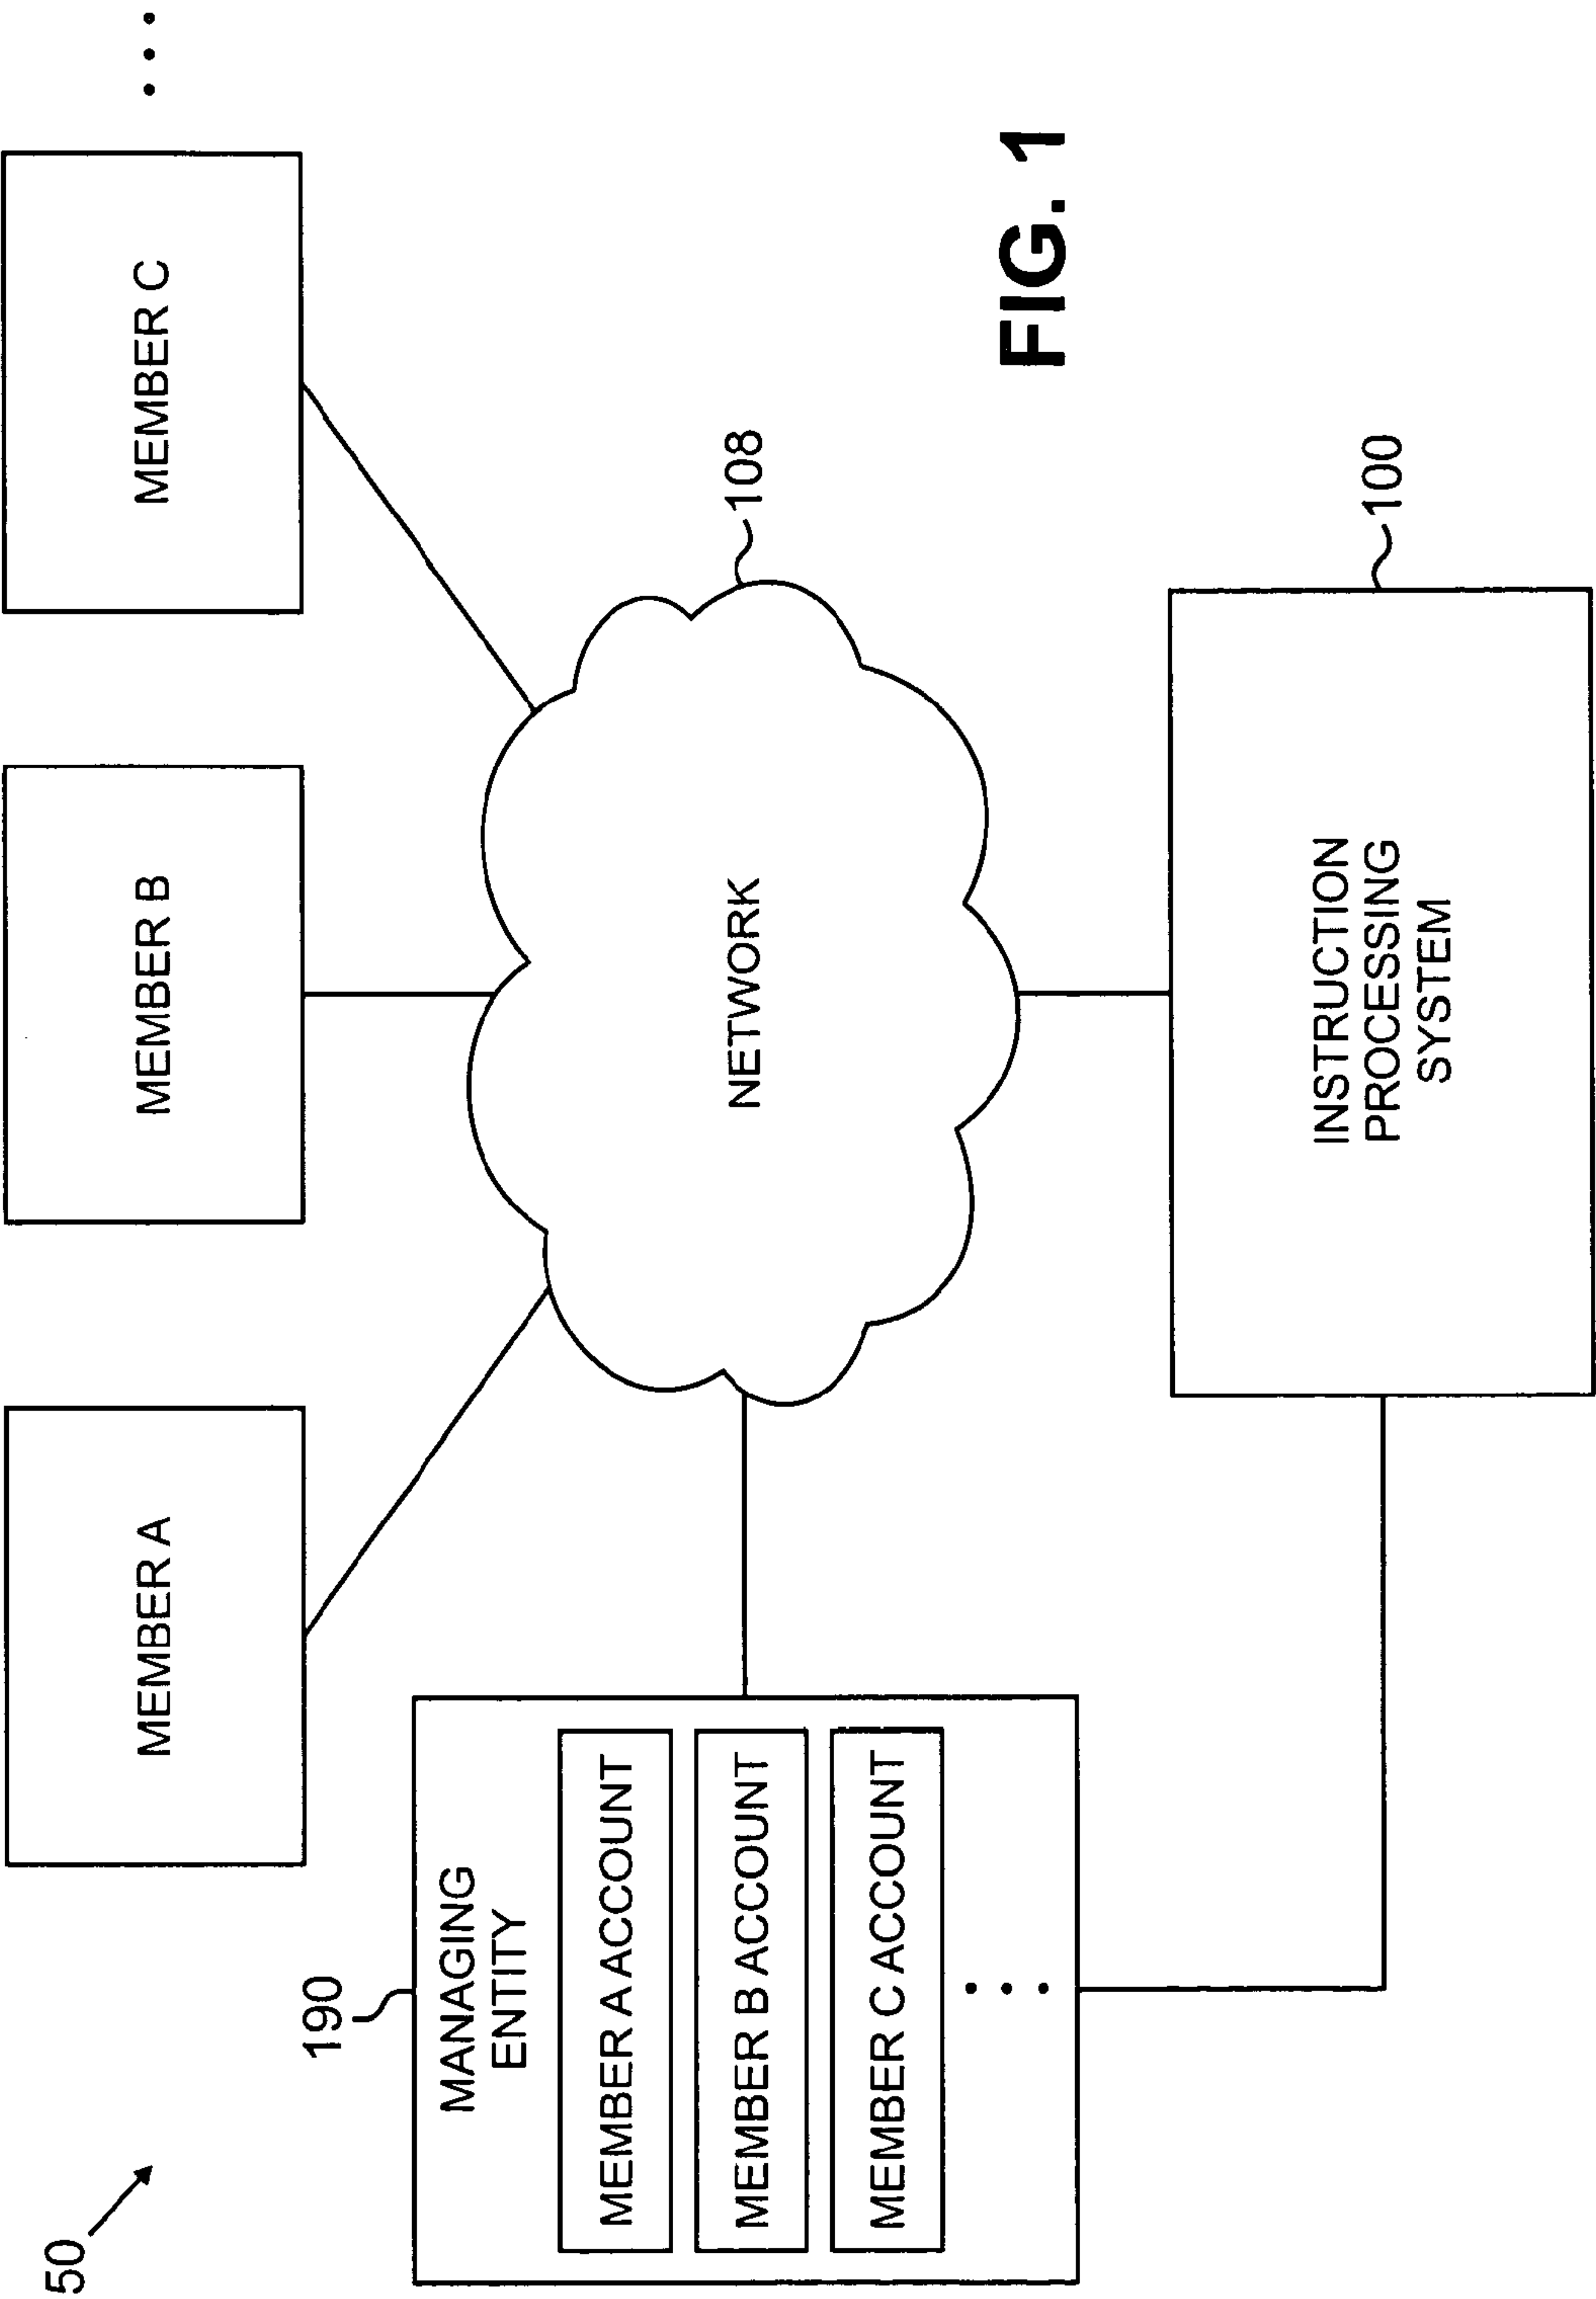 50
MEMBER A
MEMBER B
MEMBER C
190
MANAGING
ENTITY
MEMBER A ACCOUNT
MEMBER B ACCOUNT
MEMBER C ACCOUNT
NETWORK
108
INSTRUCTION
PROCESSING
SYSTEM
100
FIG. 1